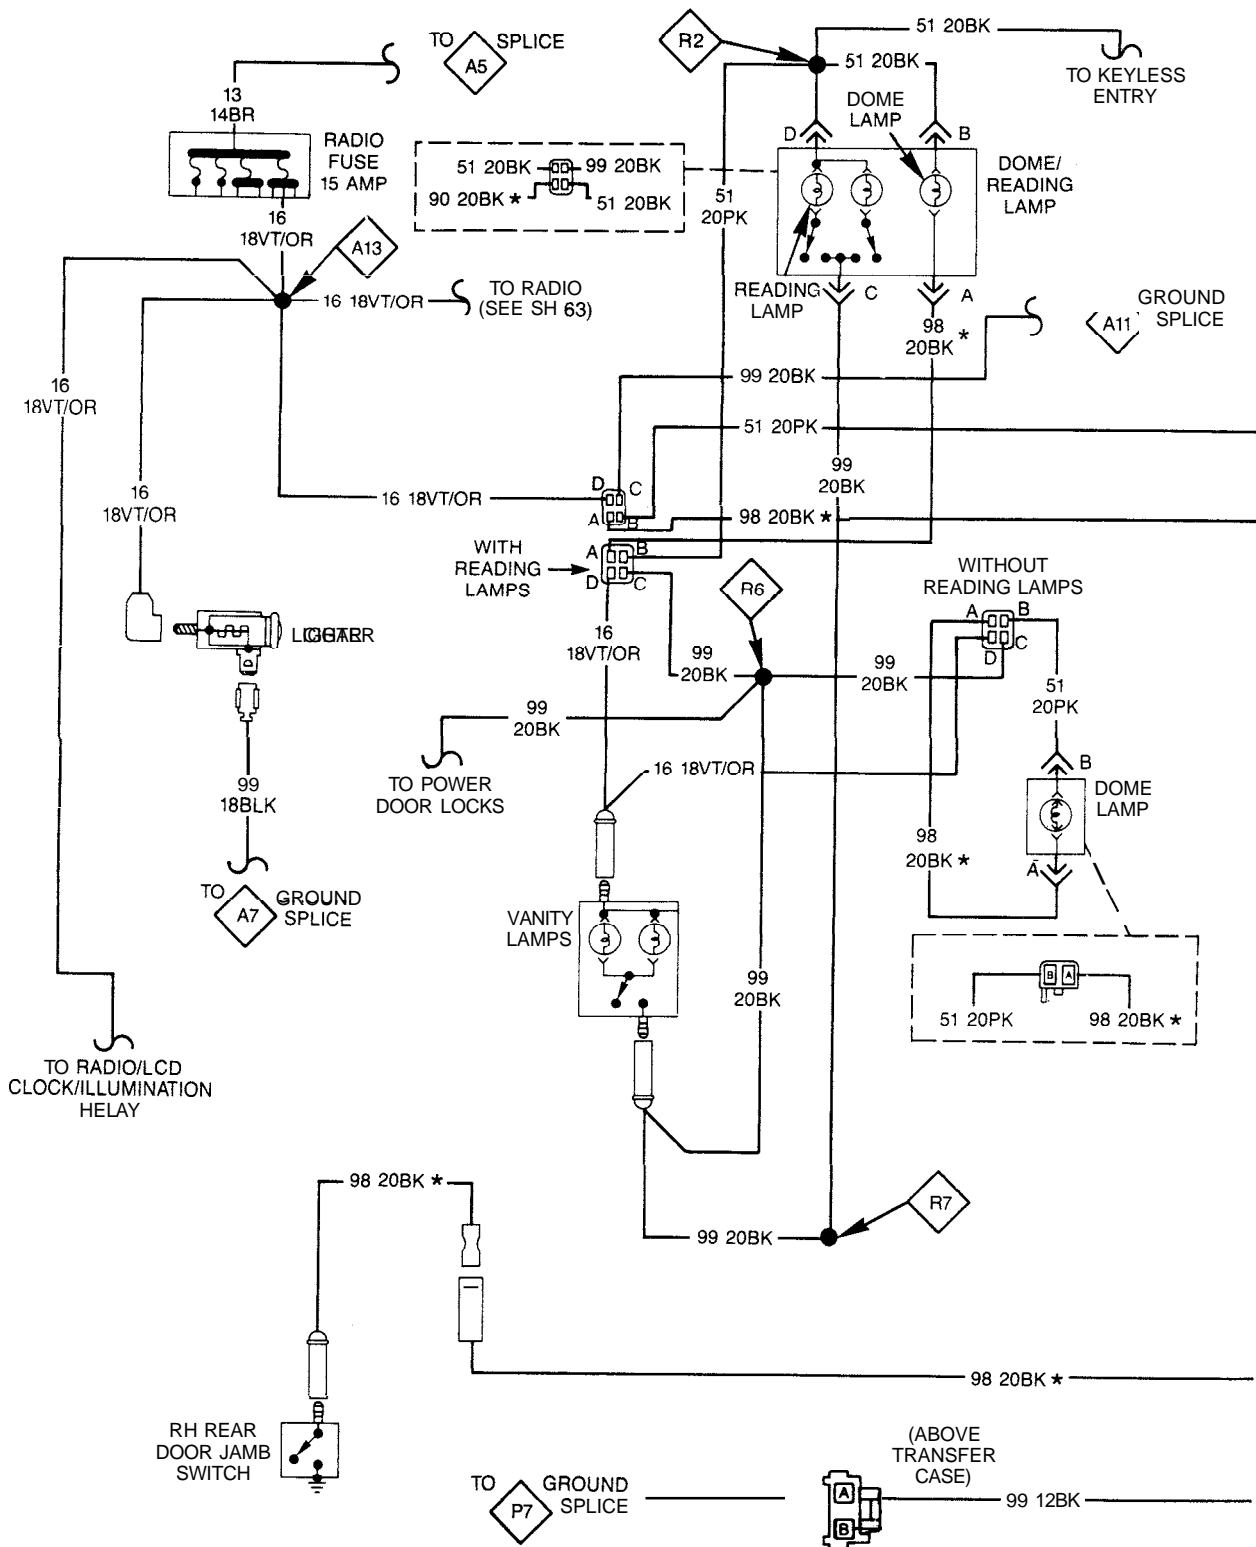 TO A5 SPLICE
13
14BR
RADIO
FUSE
15 AMP
16
18VT/OR
A13
16 18VT/OR
TO RADIO
(SEE SH 63)
16
18VT/OR
16
18VT/OR
16 18VT/OR
R2
51 20BK
TO KEYLESS
ENTRY
51 20BK
DOME
LAMP
D
B
DOME/
READING
LAMP
51 20BK
99 20BK
90 20BK *
51 20BK
51
20PK
READING
LAMP
C
A
98
20BK *
A11
GROUND
SPLICE
99 20BK
51 20PK
99
20BK
D
C
A
B
98 20BK *
WITH
READING
LAMPS
A
B
D
C
R6
WITHOUT
READING LAMPS
A
B
D
C
16
18VT/OR
99
20BK
99
20BK
51
20PK
99
20BK
TO POWER
DOOR LOCKS
16 18VT/OR
B
DOME
LAMP
98
20BK *
A
99
18BLK
TO A7 GROUND
SPLICE
VANITY
LAMPS
99
20BK
B A
51 20PK
98 20BK *
TO RADIO/LCD
CLOCK/ILLUMINATION
HELAY
98 20BK *
R7
99 20BK
98 20BK *
RH REAR
DOOR JAMB
SWITCH
TO P7 GROUND
SPLICE
(ABOVE
TRANSFER
CASE)
A
B
99 12BK